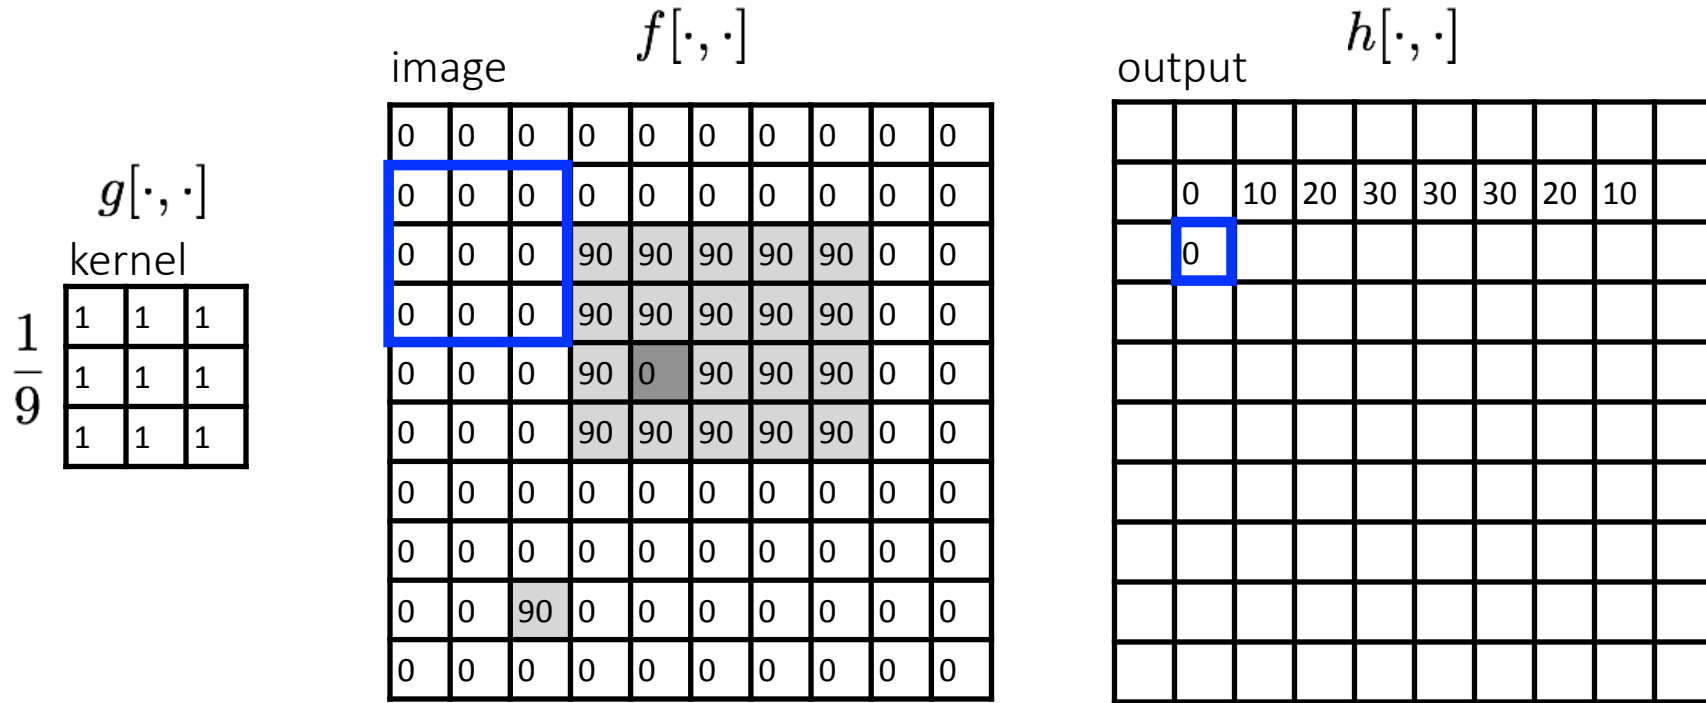 f[·, ·]
h[·, ·]
image
output
g[·, ·]
kernel
1/9
1 1 1
1 1 1
1 1 1
0 0 0 0 0 0 0 0 0 0
0 0 0 0 0 0 0 0 0 0
0 0 0 90 90 90 90 90 0 0
0 0 0 90 90 90 90 90 0 0
0 0 0 90 0 90 90 90 0 0
0 0 0 90 90 90 90 90 0 0
0 0 0 0 0 0 0 0 0 0
0 0 0 0 0 0 0 0 0 0
0 0 90 0 0 0 0 0 0 0
0 0 0 0 0 0 0 0 0 0
0 10 20 30 30 30 20 10
0